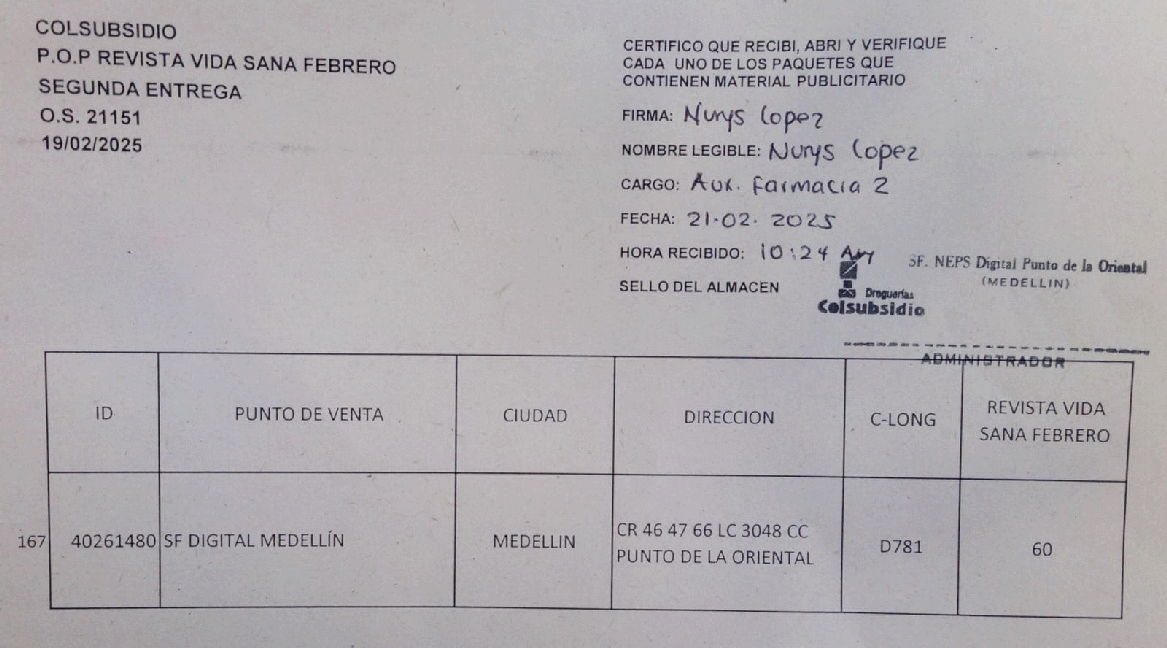 COLSUBSIDIO
P.O.P REVISTA VIDA SANA FEBRERO
SEGUNDA ENTREGA
O.S. 21151
19/02/2025
CERTIFICO QUE RECIBI, ABRI Y VERIFIQUE
CADA UNO DE LOS PAQUETES QUE
CONTIENEN MATERIAL PUBLICITARIO
FIRMA: Nurys Lopez
NOMBRE LEGIBLE: Nurys Lopez
CARGO: Aux. Farmacia 2
FECHA: 21.02.2025
HORA RECIBIDO: 10:24 AM
SELLO DEL ALMACEN
Droguerías
Colsubsidio
SF. NEPS Digital Punto de la Oriental
(MEDELLIN)
ADMINISTRADOR
ID PUNTO DE VENTA CIUDAD DIRECCION C-LONG REVISTA VIDA
SANA FEBRERO
167 40261480 SF DIGITAL MEDELLÍN MEDELLIN CR 46 47 66 LC 3048 CC D781 60
PUNTO DE LA ORIENTAL